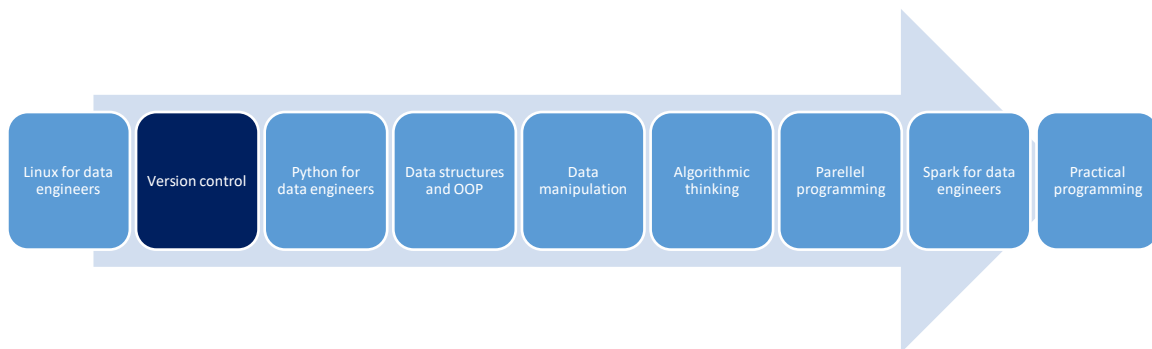 Linux for data
engineers
Version control
Python for
data engineers
Data structures
and OOP
Data
manipulation
Algorithmic
thinking
Parellel
programming
Spark for data
engineers
Practical
programming